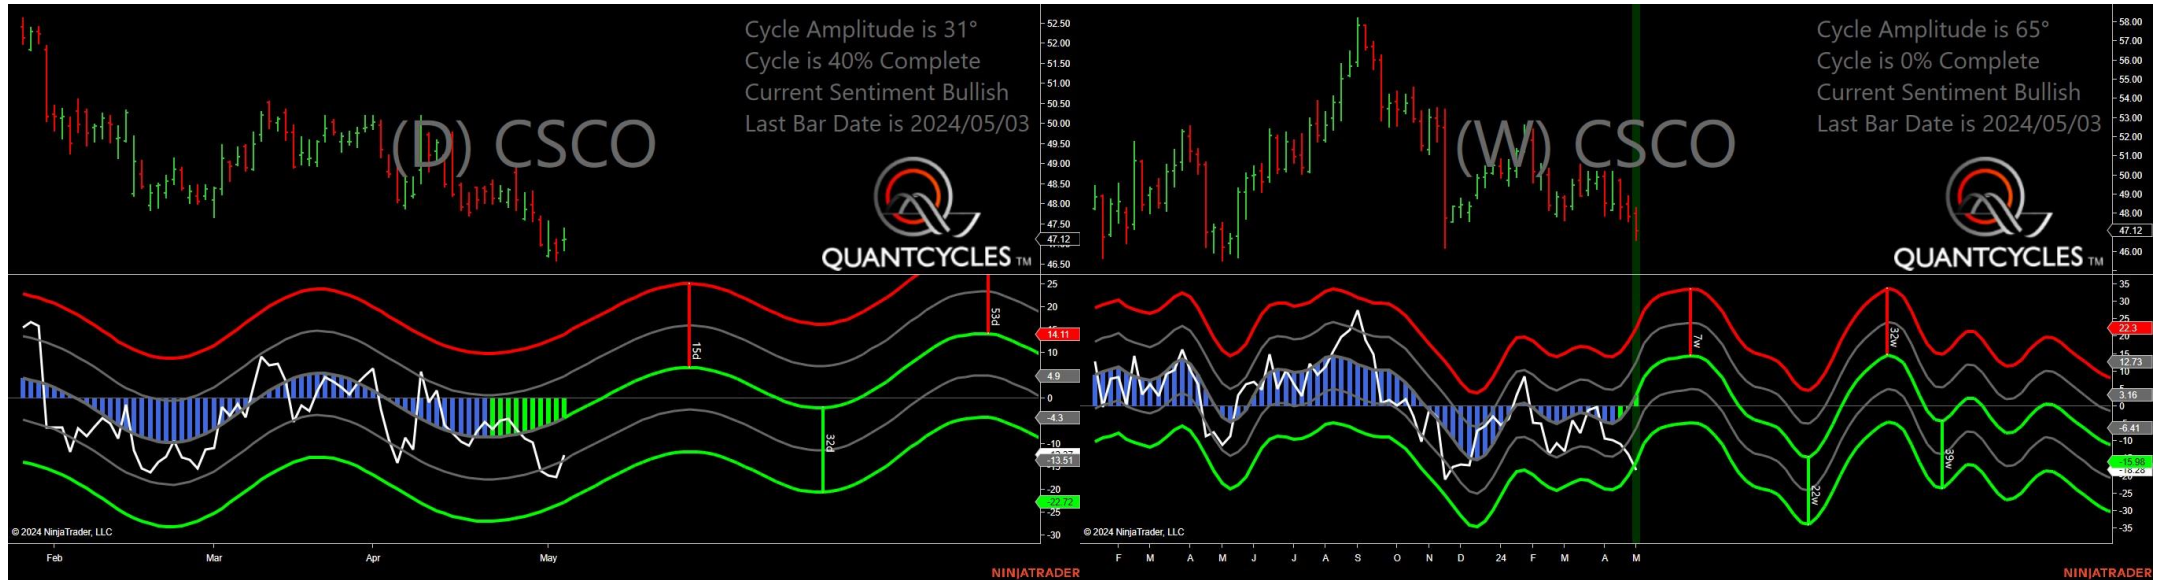 Cycle Amplitude is 31°
Cycle is 40% Complete
Current Sentiment Bullish
Last Bar Date is 2024/05/03
(D) CSCO
QUANTCYCLES TM
52.50
52.00
51.50
51.00
50.50
50.00
49.50
49.00
48.50
48.00
47.50
47.12
46.50
25
20
14.11
10
4.9
0
-4.3
-10
-13.51
-20
-22.72
-25
-30
15d
32d
53d
© 2024 NinjaTrader, LLC
Feb Mar Apr May
NINJATRADER
Cycle Amplitude is 65°
Cycle is 0% Complete
Current Sentiment Bullish
Last Bar Date is 2024/05/03
(W) CSCO
QUANTCYCLES TM
58.00
57.00
56.00
55.00
54.00
53.00
52.00
51.00
50.00
49.00
48.00
47.12
46.00
35
30
25
22.3
15
12.73
3.16
0
-6.41
-10
-15.98
-18.28
-25
-30
-35
7w
22w
32w
39w
© 2024 NinjaTrader, LLC
F M A M J J A S O N D 24 F M A M
NINJATRADER